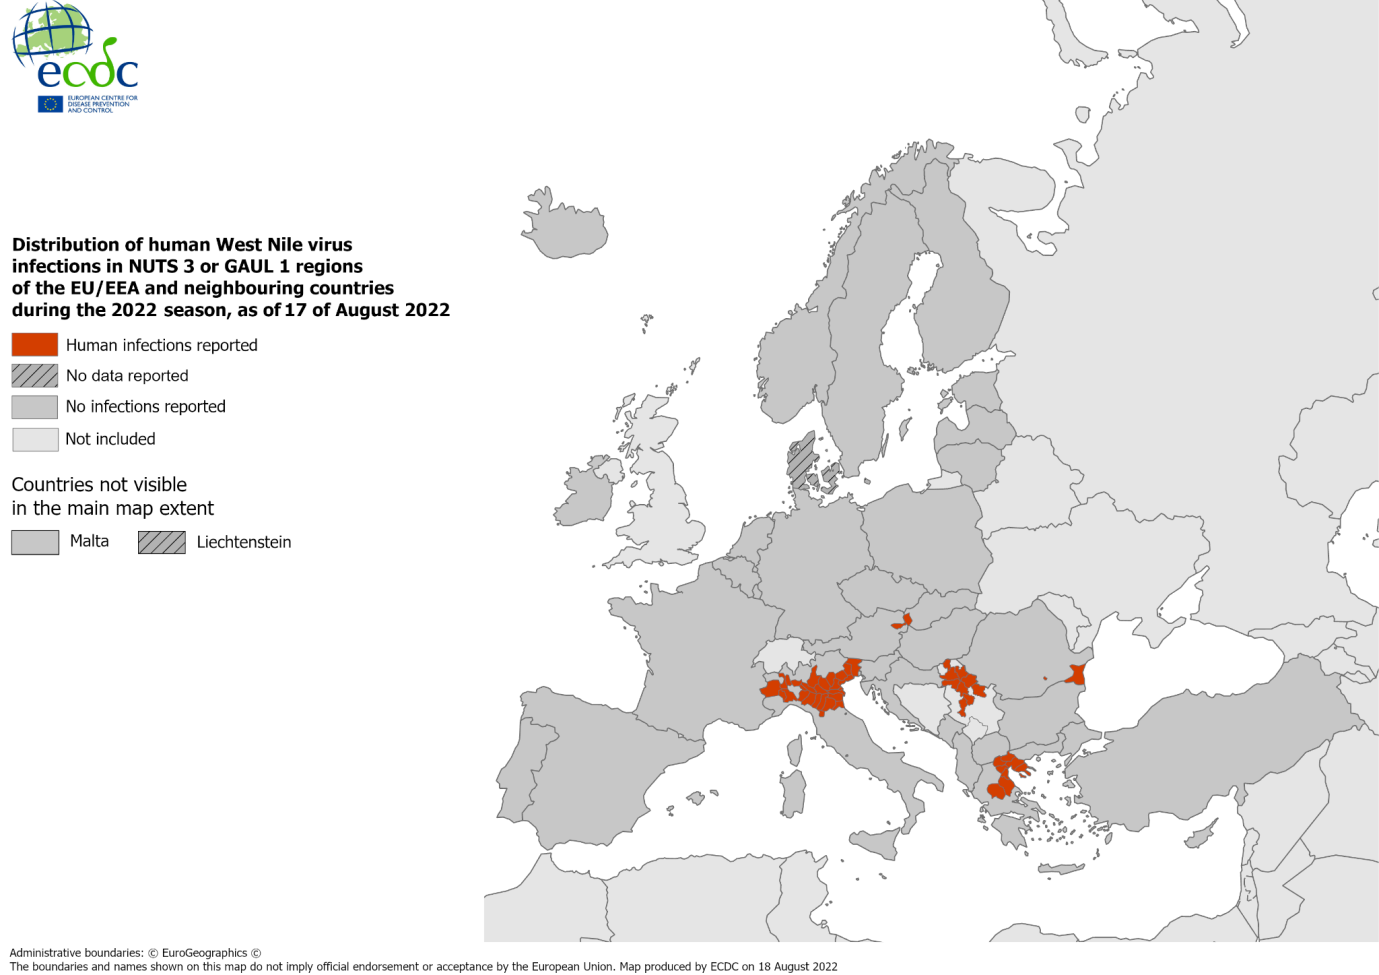 ecdc
EUROPEAN CENTRE FOR
DISEASE PREVENTION
AND CONTROL
Distribution of human West Nile virus
infections in NUTS 3 or GAUL 1 regions
of the EU/EEA and neighbouring countries
during the 2022 season, as of 17 of August 2022
Human infections reported
No data reported
No infections reported
Not included
Countries not visible
in the main map extent
Malta
Liechtenstein
Administrative boundaries: © EuroGeographics ©
The boundaries and names shown on this map do not imply official endorsement or acceptance by the European Union. Map produced by ECDC on 18 August 2022